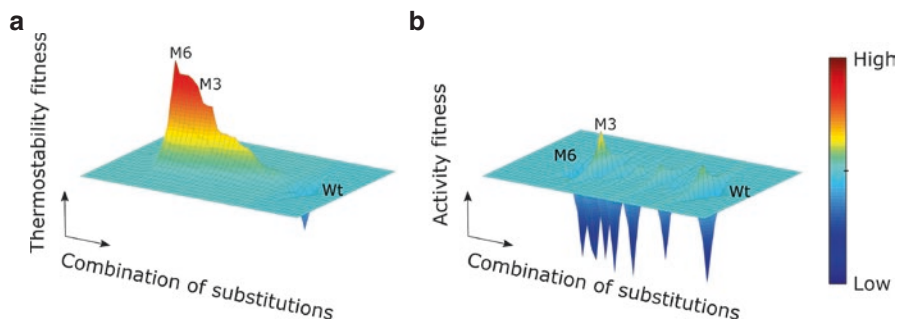 a
Thermostability fitness
M6
M3
Wt
Combination of substitutions
b
Activity fitness
M3
M6
Wt
Combination of substitutions
High
Low